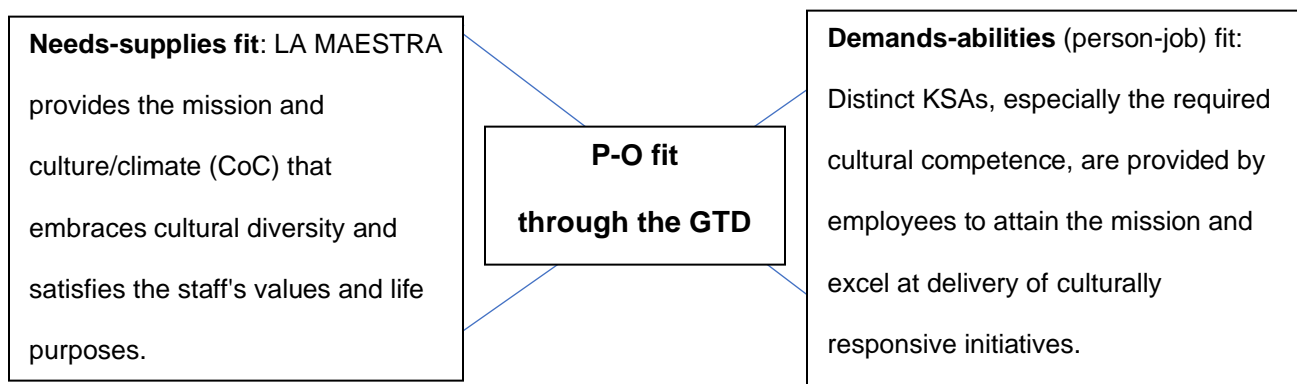 Needs-supplies fit: LA MAESTRA
provides the mission and
culture/climate (CoC) that
embraces cultural diversity and
satisfies the staff's values and life
purposes.
P-O fit
through the GTD
Demands-abilities (person-job) fit:
Distinct KSAs, especially the required
cultural competence, are provided by
employees to attain the mission and
excel at delivery of culturally
responsive initiatives.